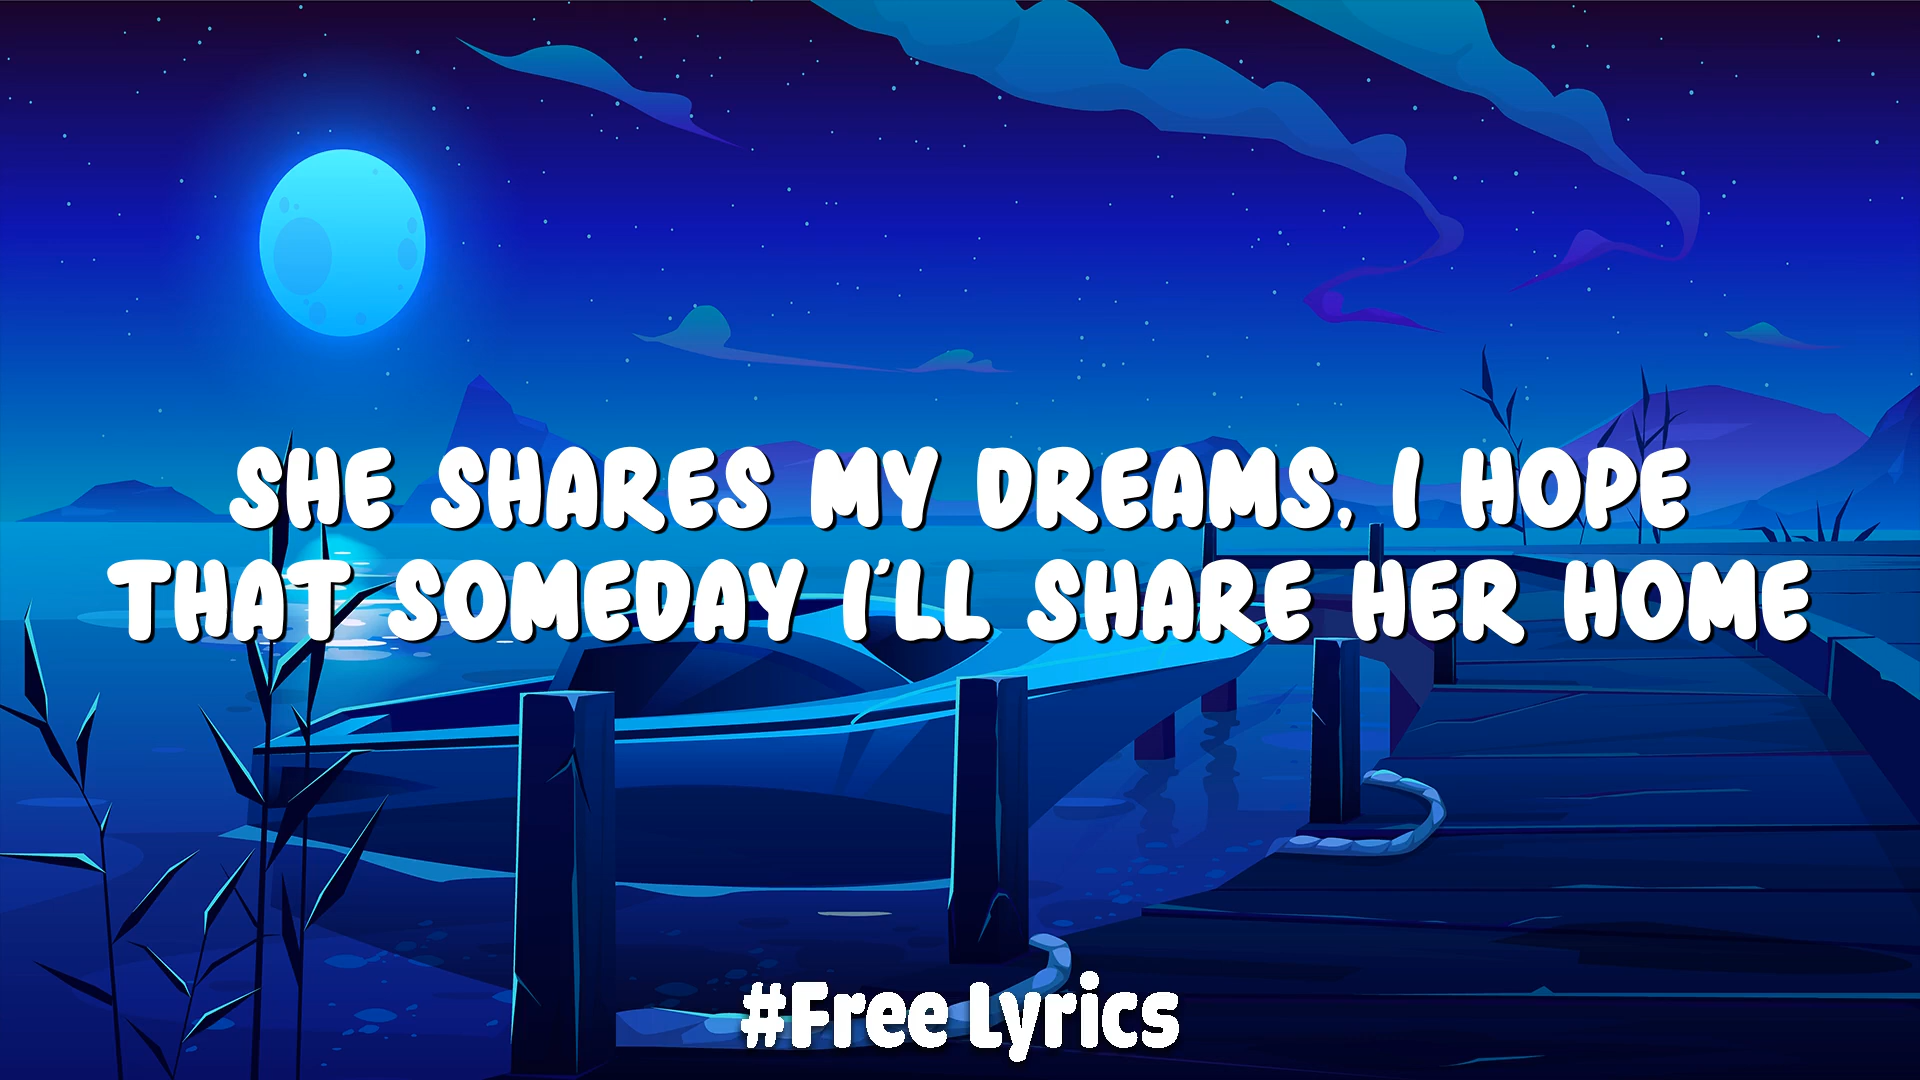 SHE SHARES MY DREAMS, I HOPE
THAT SOMEDAY I'LL SHARE HER HOME
#Free Lyrics